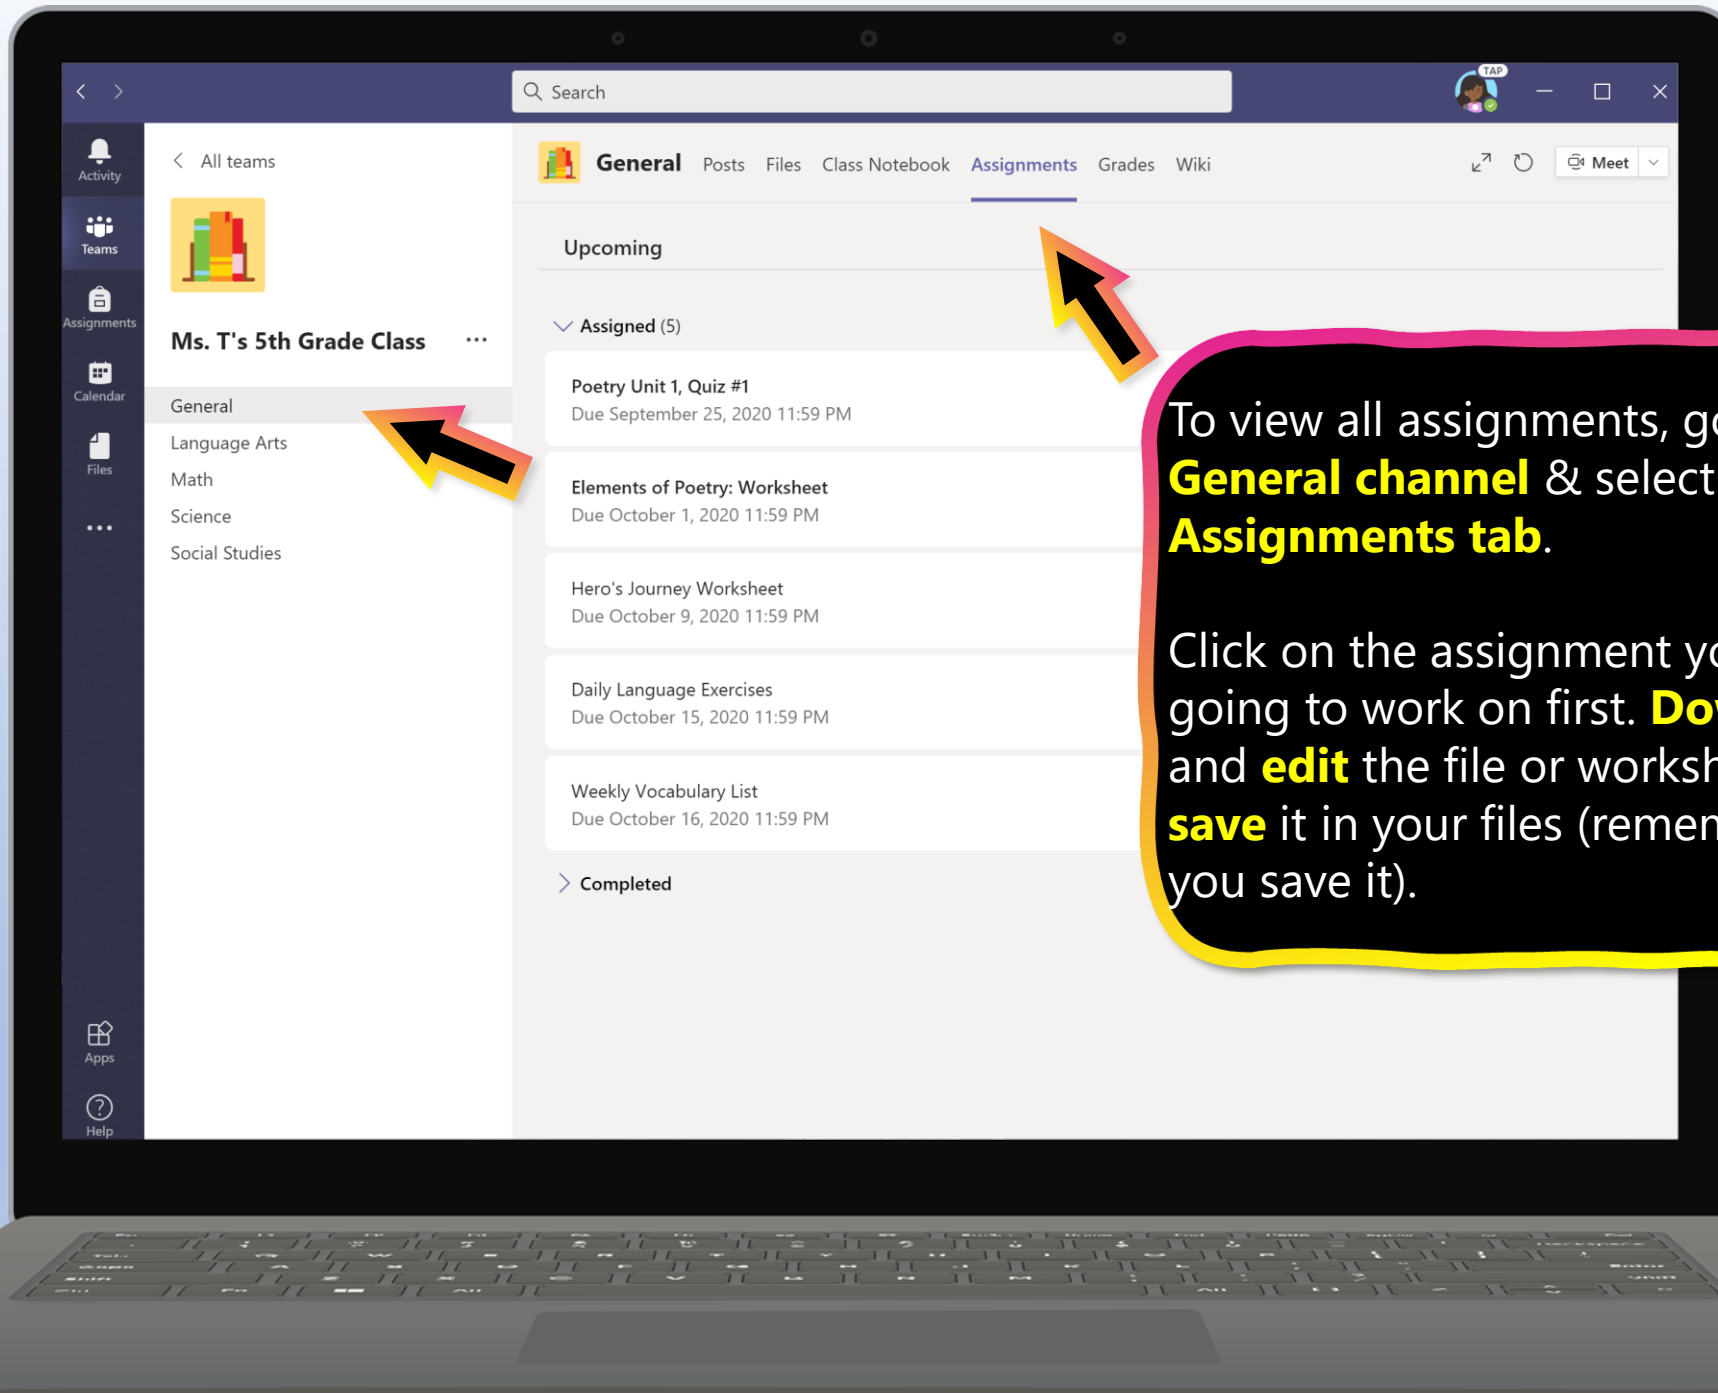 Search
TAP
Activity
Teams
Assignments
Calendar
Files
Apps
Help
All teams
Ms. T's 5th Grade Class
General
Language Arts
Math
Science
Social Studies
General Posts Files Class Notebook Assignments Grades Wiki
Meet
Upcoming
Assigned (5)
Poetry Unit 1, Quiz #1
Due September 25, 2020 11:59 PM
Elements of Poetry: Worksheet
Due October 1, 2020 11:59 PM
Hero's Journey Worksheet
Due October 9, 2020 11:59 PM
Daily Language Exercises
Due October 15, 2020 11:59 PM
Weekly Vocabulary List
Due October 16, 2020 11:59 PM
Completed
To view all assignments, go
General channel & select
Assignments tab.
Click on the assignment
going to work on first.
and edit the file or
save it in your files
you save it).